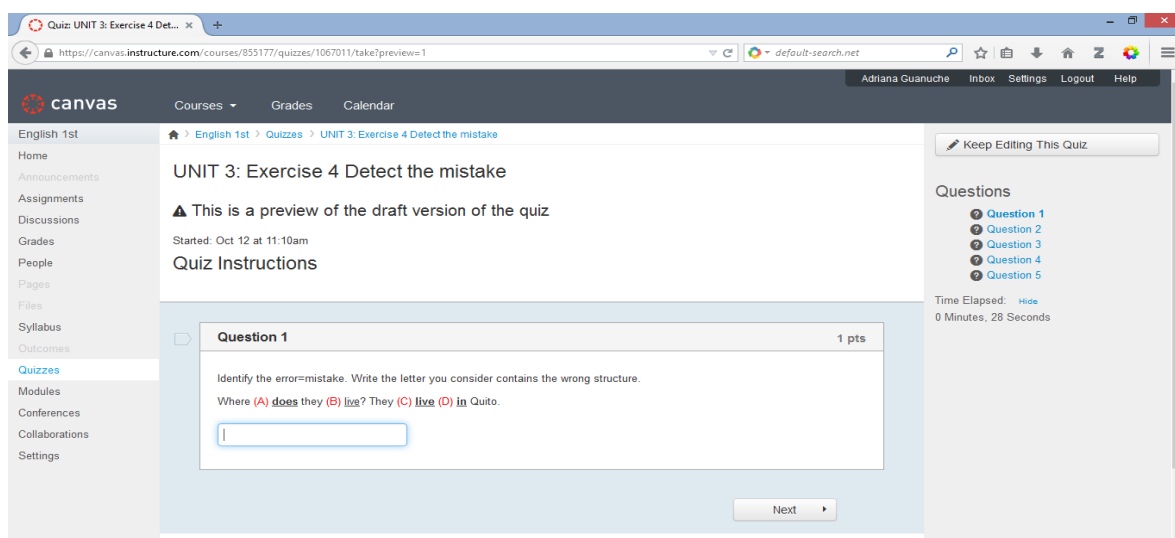 Quiz: UNIT 3: Exercise 4 Det... × +
https://canvas.instructure.com/courses/855177/quizzes/1067011/take?preview=1
default-search.net
Adriana Guanuche Inbox Settings Logout Help
canvas Courses Grades Calendar
English 1st
Home
Announcements
Assignments
Discussions
Grades
People
Pages
Files
Syllabus
Outcomes
Quizzes
Modules
Conferences
Collaborations
Settings
English 1st > Quizzes > UNIT 3: Exercise 4 Detect the mistake
UNIT 3: Exercise 4 Detect the mistake
This is a preview of the draft version of the quiz
Started: Oct 12 at 11:10am
Quiz Instructions
Question 1 1 pts
Identify the error=mistake. Write the letter you consider contains the wrong structure.
Where (A) does they (B) live? They (C) live (D) in Quito.
Next
Keep Editing This Quiz
Questions
Question 1
Question 2
Question 3
Question 4
Question 5
Time Elapsed: Hide
0 Minutes, 28 Seconds